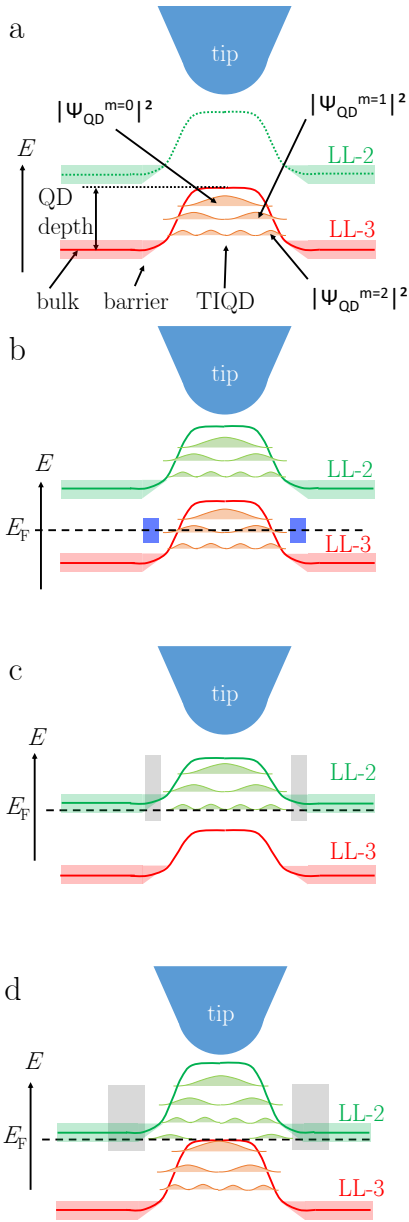 a
tip
|Ψ_QD^{m=0}|²
|Ψ_QD^{m=1}|²
E
LL-2
QD
depth
LL-3
bulk
barrier
TIQD
|Ψ_QD^{m=2}|²
b
tip
E
LL-2
E_F
LL-3
c
tip
E
LL-2
E_F
LL-3
d
tip
E
LL-2
E_F
LL-3